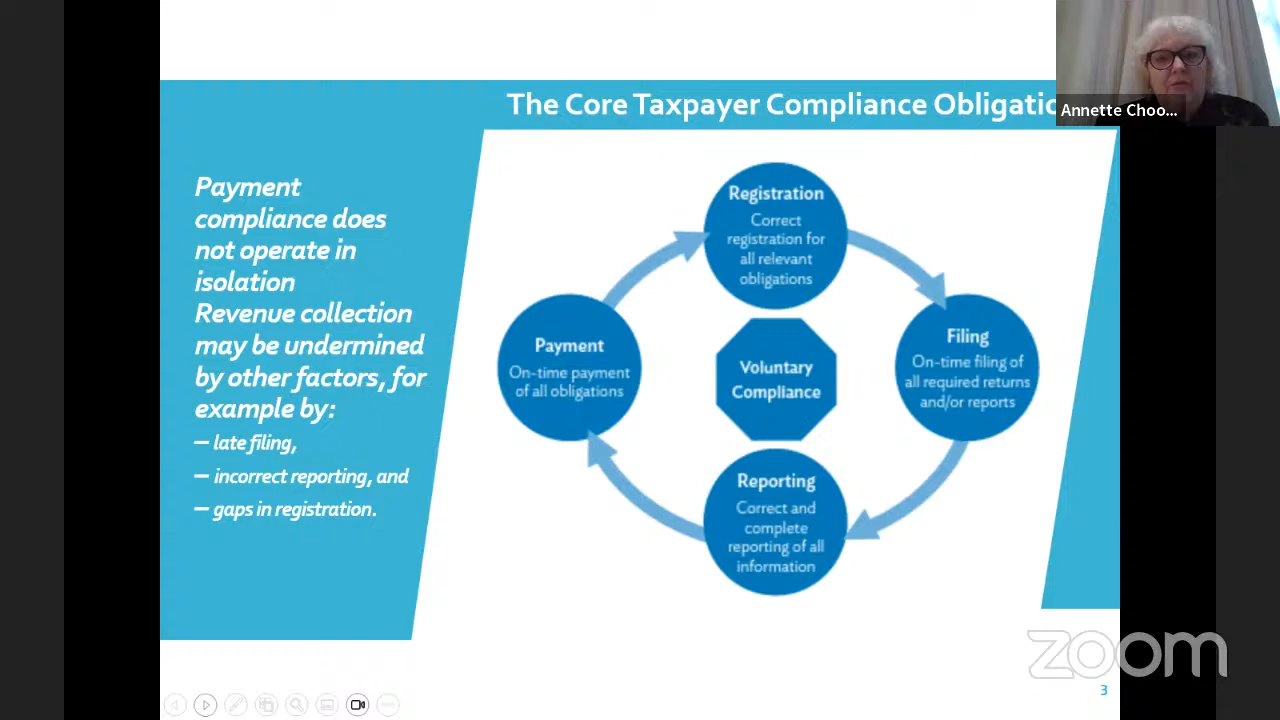 The Core Taxpayer Compliance Obligatio
Annette Choo...
Payment
compliance does
not operate in
isolation
Revenue collection
may be undermined
by other factors, for
example by:
– late filing,
– incorrect reporting, and
– gaps in registration.
Registration
Correct
registration for
all relevant
obligations
Filing
On-time filing of
all required returns
and/or reports
Payment
On-time payment
of all obligations
Voluntary
Compliance
Reporting
Correct and
complete
reporting of all
information
zoom
3